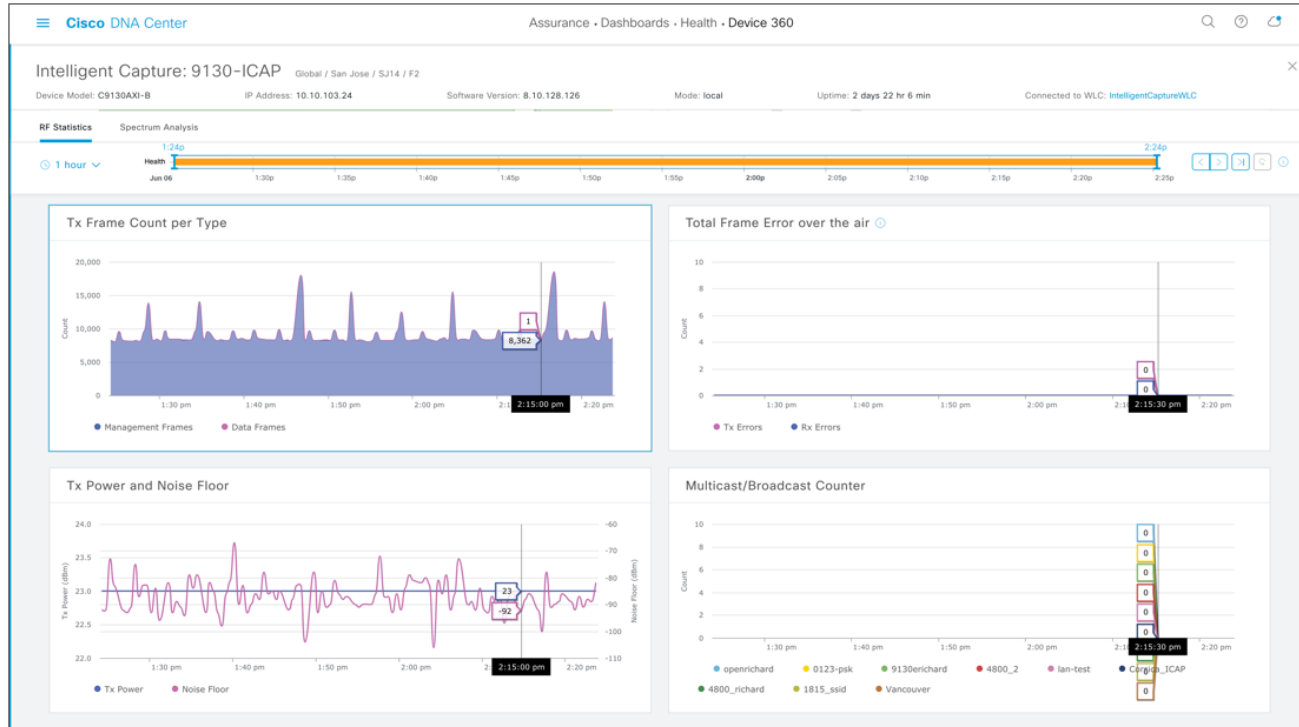 Cisco DNA Center
Assurance • Dashboards • Health • Device 360
Intelligent Capture: 9130-ICAP Global / San Jose / SJ14 / F2
Device Model: C9130AXI-B IP Address: 10.10.103.24 Software Version: 8.10.128.126 Mode: local Uptime: 2 days 22 hr 6 min Connected to WLC: IntelligentCaptureWLC
RF Statistics Spectrum Analysis
1:24p 2:24p
1 hour Health
Jun 06 1:30p 1:35p 1:40p 1:45p 1:50p 1:55p 2:00p 2:05p 2:10p 2:15p 2:20p 2:25p
Tx Frame Count per Type
20,000
15,000
10,000
5,000
0
Count
1
8,362
1:30 pm 1:40 pm 1:50 pm 2:00 pm 2:15:00 pm 2:20 pm
Management Frames Data Frames
Total Frame Error over the air
10
8
6
4
2
0
Count
0
0
1:30 pm 1:40 pm 1:50 pm 2:00 pm 2:15:30 pm 2:20 pm
Tx Errors Rx Errors
Tx Power and Noise Floor
24.0 -60
-70
23.5
-80
23.0
-90
22.5
-100
22.0 -110
Tx Power (dBm)
Noise Floor (dBm)
23
-92
1:30 pm 1:40 pm 1:50 pm 2:00 pm 2:15:00 pm 2:20 pm
Tx Power Noise Floor
Multicast/Broadcast Counter
10
8
6
4
2
0
Count
0
0
0
0
0
0
1:30 pm 1:40 pm 1:50 pm 2:00 pm 2:15:30 pm 2:20 pm
openrichard 0123-psk 9130erichard 4800_2 lan-test
4800_richard 1815_ssid Vancouver
0